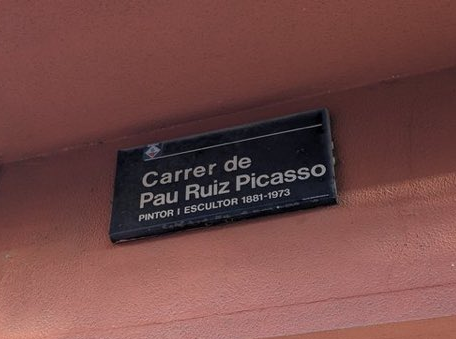 Carrer de
Pau Ruiz Picasso
PINTOR I ESCULTOR 1881-1973